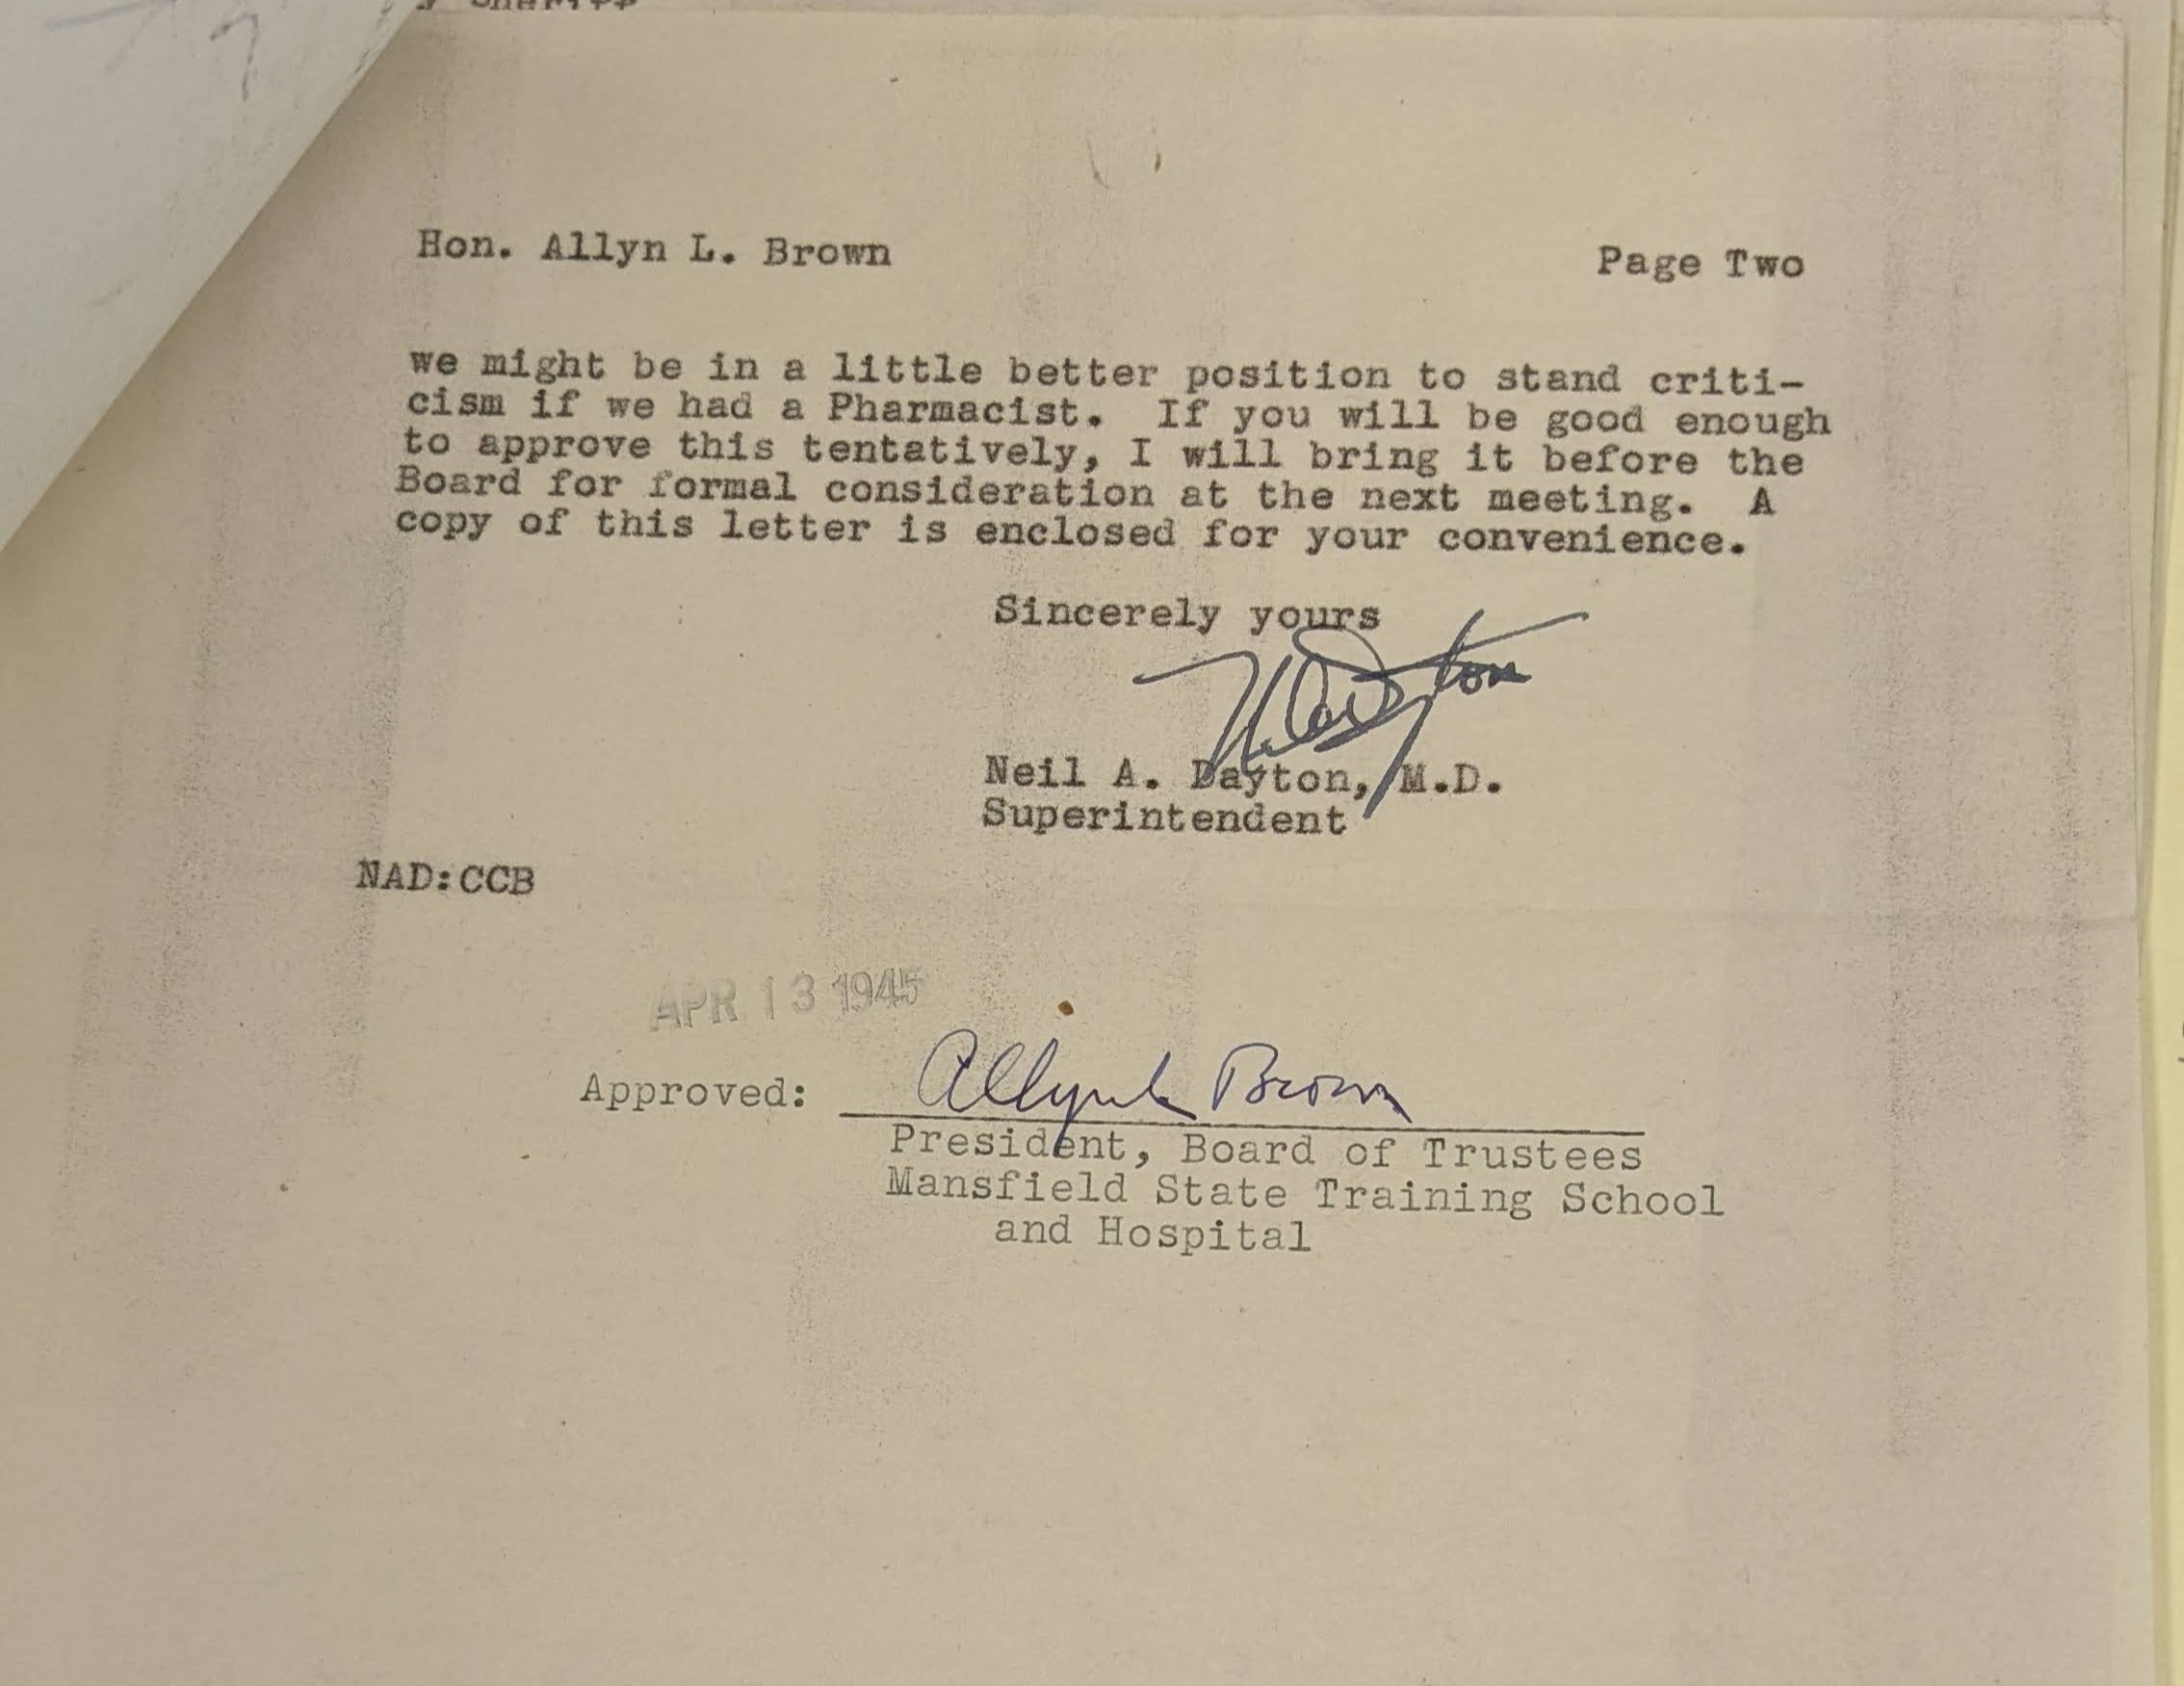 Hon. Allyn L. Brown Page Two
we might be in a little better position to stand criti-
cism if we had a Pharmacist. If you will be good enough
to approve this tentatively, I will bring it before the
Board for formal consideration at the next meeting. A
copy of this letter is enclosed for your convenience.
Sincerely yours
NADayton
Neil A. Dayton, M.D.
Superintendent
NAD:CCB
APR 13 1945
Approved: Allyn L. Brown
President, Board of Trustees
Mansfield State Training School
and Hospital